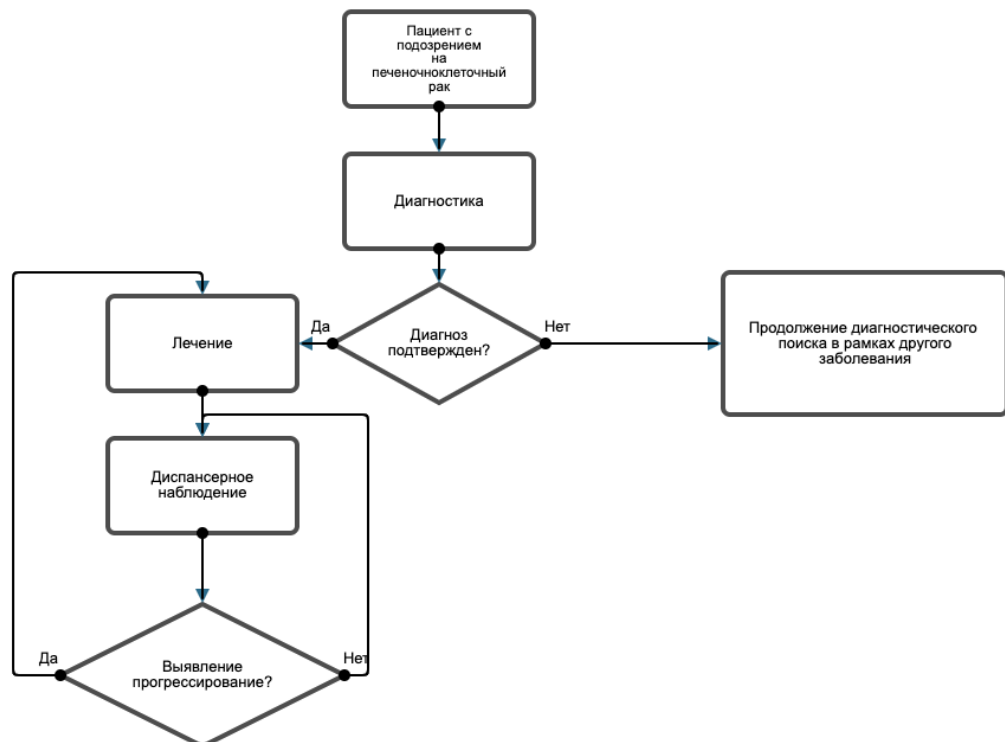 Пациент с
подозрением
на
печеночноклеточный
рак
Диагностика
Диагноз
подтвержден?
Да
Нет
Лечение
Продолжение диагностического
поиска в рамках другого
заболевания
Диспансерное
наблюдение
Выявление
прогрессирование?
Да
Нет